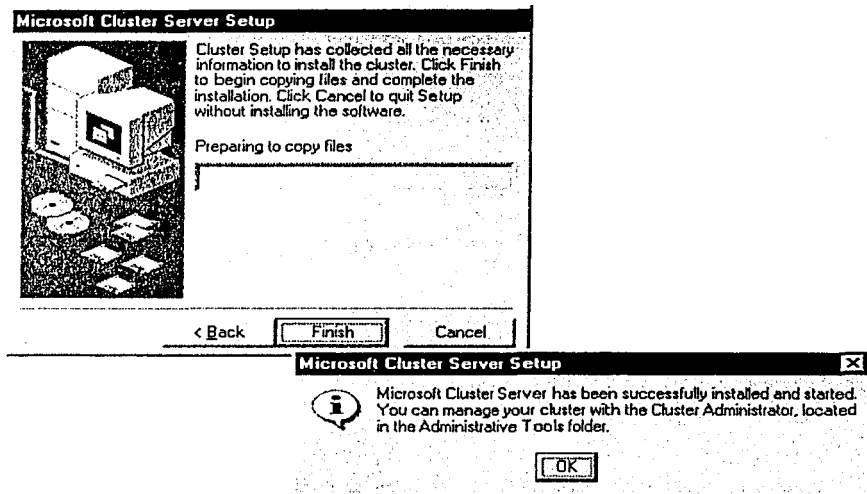 Microsoft Cluster Server Setup
Cluster Setup has collected all the necessary
information to install the cluster. Click Finish
to begin copying files and complete the
installation. Click Cancel to quit Setup
without installing the software.
Preparing to copy files
< Back
Finish
Cancel
Microsoft Cluster Server Setup
Microsoft Cluster Server has been successfully installed and started.
You can manage your cluster with the Cluster Administrator, located
in the Administrative Tools folder.
OK